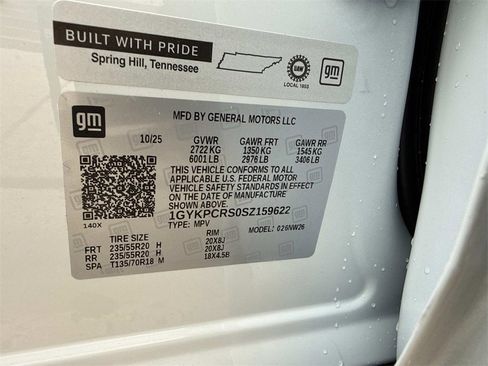 BUILT WITH PRIDE
Spring Hill, Tennessee
UAW
LOCAL 1853
gm
gm
MFD BY GENERAL MOTORS LLC
10/25 GVWR GAWR FRT GAWR RR
2722 KG 1350 KG 1545 KG
6001 LB 2976 LB 3406 LB
THIS VEHICLE CONFORMS TO ALL
APPLICABLE U.S. FEDERAL MOTOR
VEHICLE SAFETY STANDARDS IN EFFECT
ON THE DATE OF MANUFACTURE
SHOWN ABOVE.
1GYKPCRS0SZ159622
TYPE: MPV MODEL: 026NW26
140X
TIRE SIZE RIM
FRT 235/55R20 H 20X8J
RR 235/55R20 H 20X8J
SPA T135/70R18 M 18X4.5B